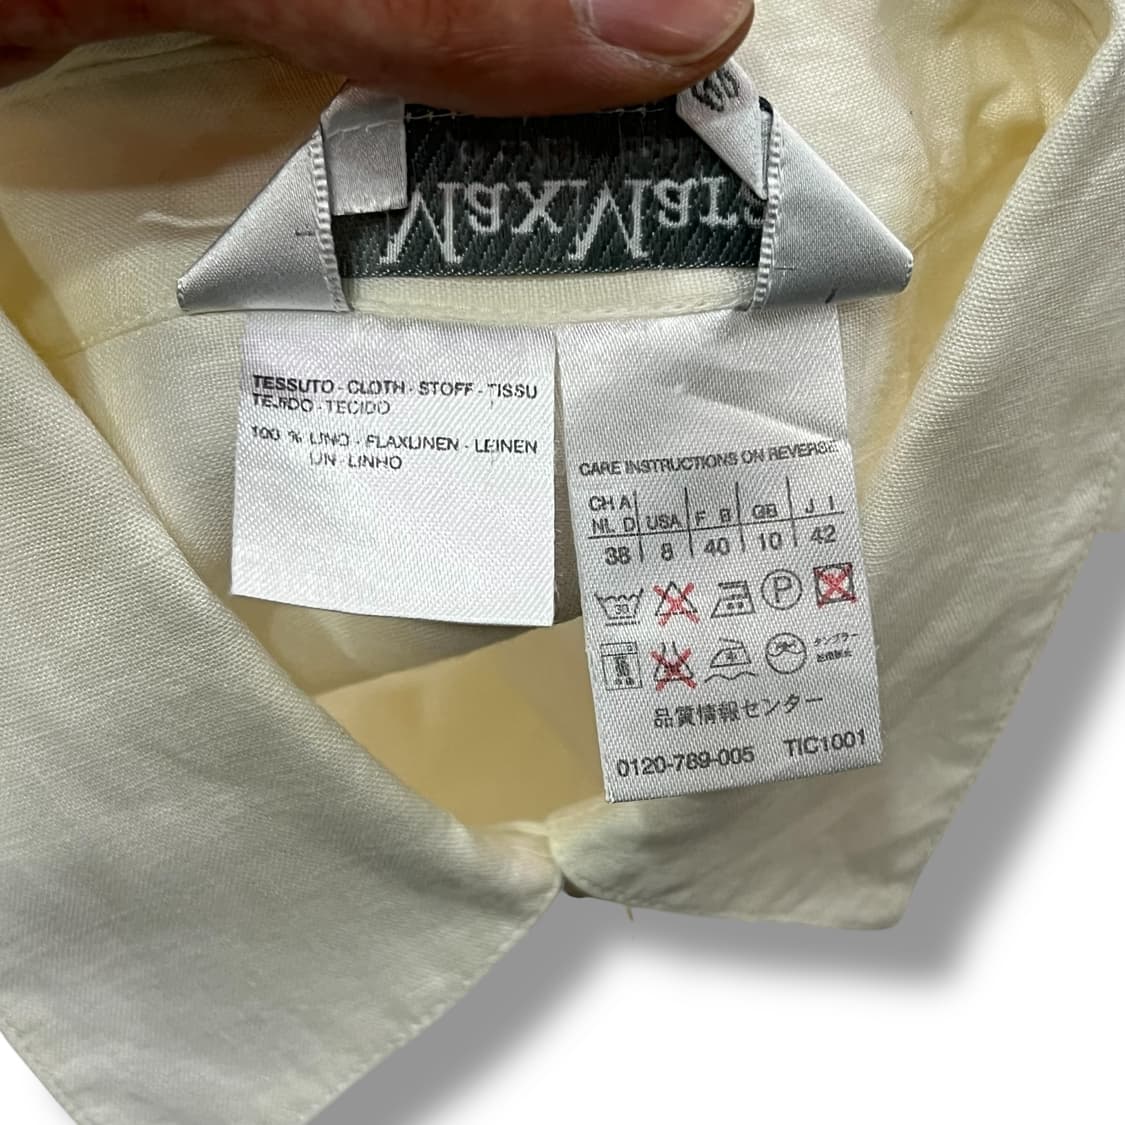 MaxMara
TESSUTO - CLOTH - STOFF - TISSU
TEJIDO - TECIDO
100 % LINO - FLAXLINEN - LEINEN
LIN - LINHO
CARE INSTRUCTIONS ON REVERSE
CH A
NL D USA F B GB J I
38 8 40 10 42
30 P
品質情報センター
0120-789-005 TIC1001